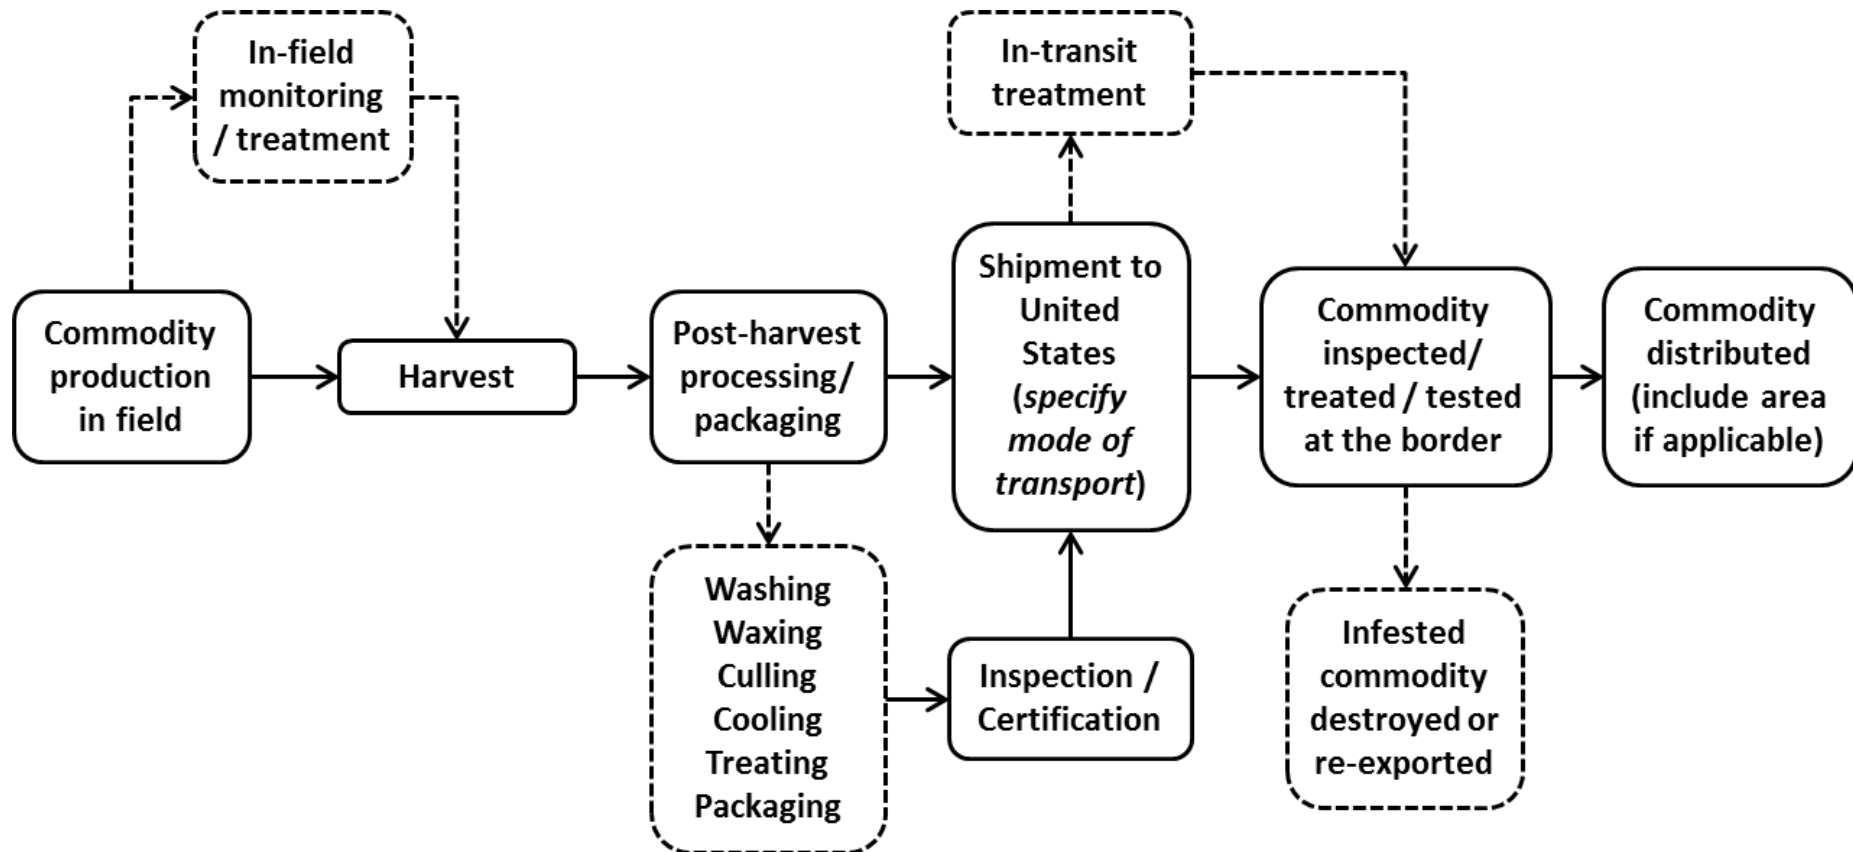 In-field
monitoring
/ treatment
In-transit
treatment
Commodity
production
in field
Harvest
Post-harvest
processing/
packaging
Shipment to
United
States
(specify
mode of
transport)
Commodity
inspected/
treated / tested
at the border
Commodity
distributed
(include area
if applicable)
Washing
Waxing
Culling
Cooling
Treating
Packaging
Inspection /
Certification
Infested
commodity
destroyed or
re-exported